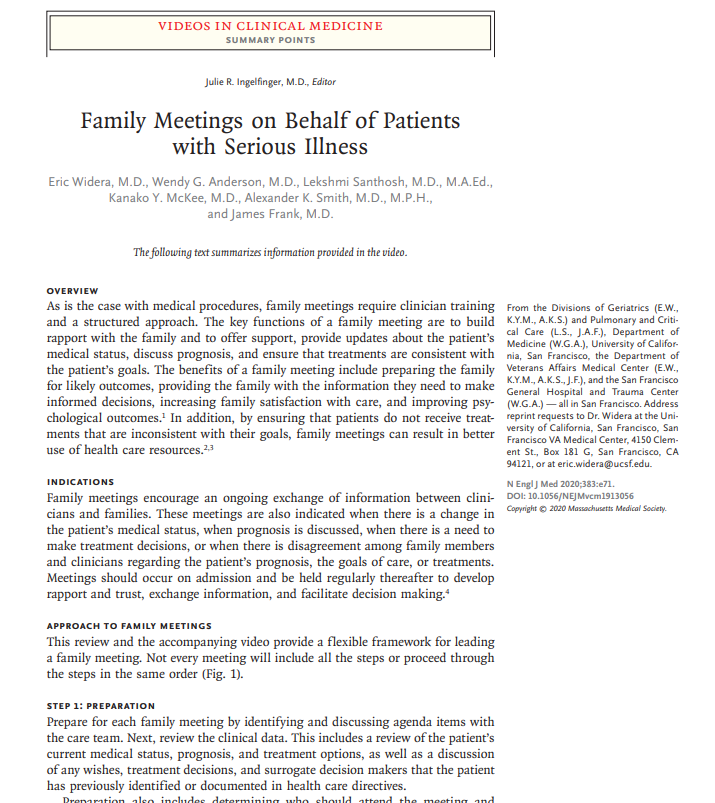 VIDEOS IN CLINICAL MEDICINE
SUMMARY POINTS
Julie R. Ingelfinger, M.D., Editor
Family Meetings on Behalf of Patients
with Serious Illness
Eric Widera, M.D., Wendy G. Anderson, M.D., Lekshmi Santhosh, M.D., M.A.Ed.,
Kanako Y. McKee, M.D., Alexander K. Smith, M.D., M.P.H.,
and James Frank, M.D.
The following text summarizes information provided in the video.
OVERVIEW
As is the case with medical procedures, family meetings require clinician training
and a structured approach. The key functions of a family meeting are to build
rapport with the family and to offer support, provide updates about the patient's
medical status, discuss prognosis, and ensure that treatments are consistent with
the patient's goals. The benefits of a family meeting include preparing the family
for likely outcomes, providing the family with the information they need to make
informed decisions, increasing family satisfaction with care, and improving psy-
chological outcomes.1 In addition, by ensuring that patients do not receive treat-
ments that are inconsistent with their goals, family meetings can result in better
use of health care resources.2,3
INDICATIONS
Family meetings encourage an ongoing exchange of information between clini-
cians and families. These meetings are also indicated when there is a change in
the patient's medical status, when prognosis is discussed, when there is a need to
make treatment decisions, or when there is disagreement among family members
and clinicians regarding the patient's prognosis, the goals of care, or treatments.
Meetings should occur on admission and be held regularly thereafter to develop
rapport and trust, exchange information, and facilitate decision making.4
APPROACH TO FAMILY MEETINGS
This review and the accompanying video provide a flexible framework for leading
a family meeting. Not every meeting will include all the steps or proceed through
the steps in the same order (Fig. 1).
STEP 1: PREPARATION
Prepare for each family meeting by identifying and discussing agenda items with
the care team. Next, review the clinical data. This includes a review of the patient's
current medical status, prognosis, and treatment options, as well as a discussion
of any wishes, treatment decisions, and surrogate decision makers that the patient
has previously identified or documented in health care directives.
Preparation also includes determining who should attend the meeting and
From the Divisions of Geriatrics (E.W.,
K.Y.M., A.K.S.) and Pulmonary and Criti-
cal Care (L.S., J.A.F.), Department of
Medicine (W.G.A.), University of Califor-
nia, San Francisco, the Department of
Veterans Affairs Medical Center (E.W.,
K.Y.M., A.K.S., J.F.), and the San Francisco
General Hospital and Trauma Center
(W.G.A.) — all in San Francisco. Address
reprint requests to Dr. Widera at the Uni-
versity of California, San Francisco, San
Francisco VA Medical Center, 4150 Clem-
ent St., Box 181 G, San Francisco, CA
94121, or at eric.widera@ucsf.edu.
N Engl J Med 2020;383:e71.
DOI: 10.1056/NEJMvcm1913056
Copyright © 2020 Massachusetts Medical Society.